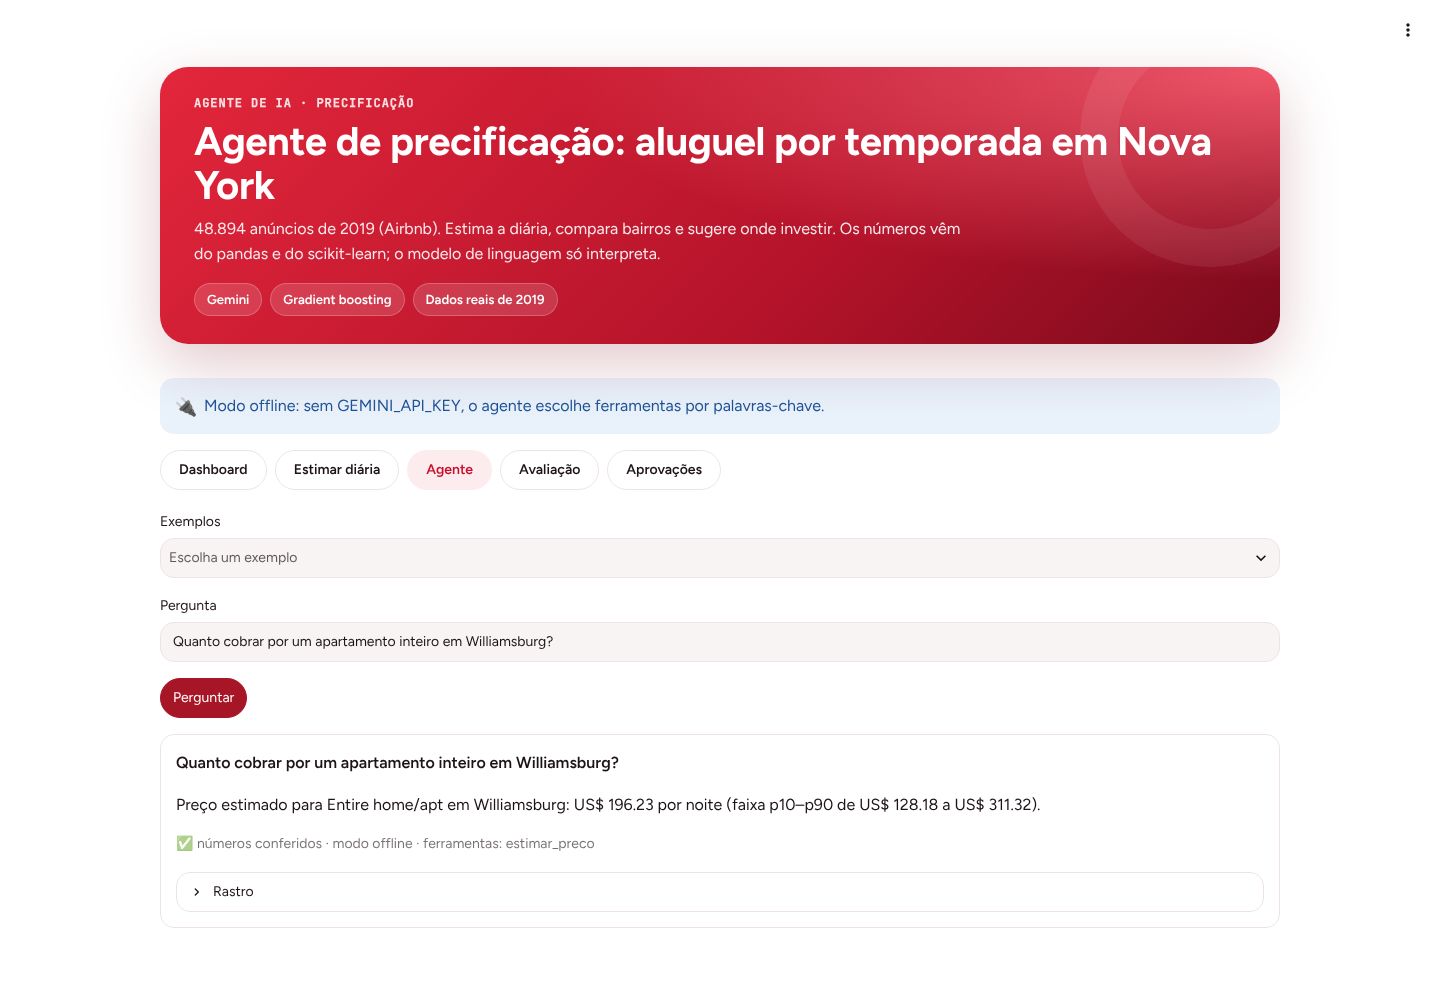 AGENTE DE IA · PRECIFICAÇÃO
Agente de precificação: aluguel por temporada em Nova
York
48.894 anúncios de 2019 (Airbnb). Estima a diária, compara bairros e sugere onde investir. Os números vêm
do pandas e do scikit-learn; o modelo de linguagem só interpreta.
Gemini
Gradient boosting
Dados reais de 2019
Modo offline: sem GEMINI_API_KEY, o agente escolhe ferramentas por palavras-chave.
Dashboard
Estimar diária
Agente
Avaliação
Aprovações
Exemplos
Escolha um exemplo
Pergunta
Quanto cobrar por um apartamento inteiro em Williamsburg?
Perguntar
Quanto cobrar por um apartamento inteiro em Williamsburg?
Preço estimado para Entire home/apt em Williamsburg: US$ 196.23 por noite (faixa p10–p90 de US$ 128.18 a US$ 311.32).
✅ números conferidos · modo offline · ferramentas: estimar_preco
Rastro